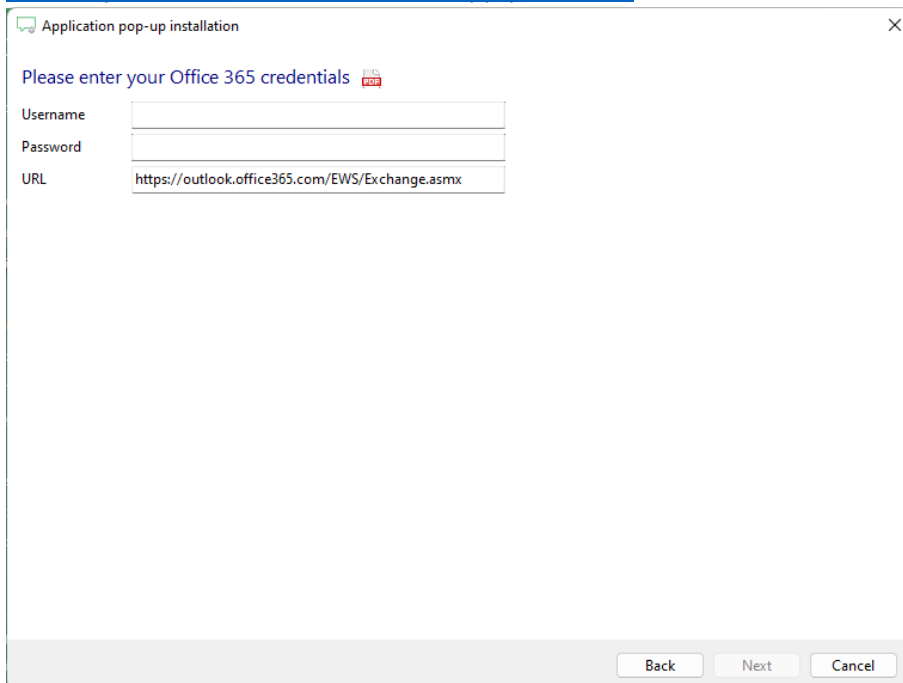 Application pop-up installation
Please enter your Office 365 credentials PDF
Username
Password
URL https://outlook.office365.com/EWS/Exchange.asmx
Back Next Cancel